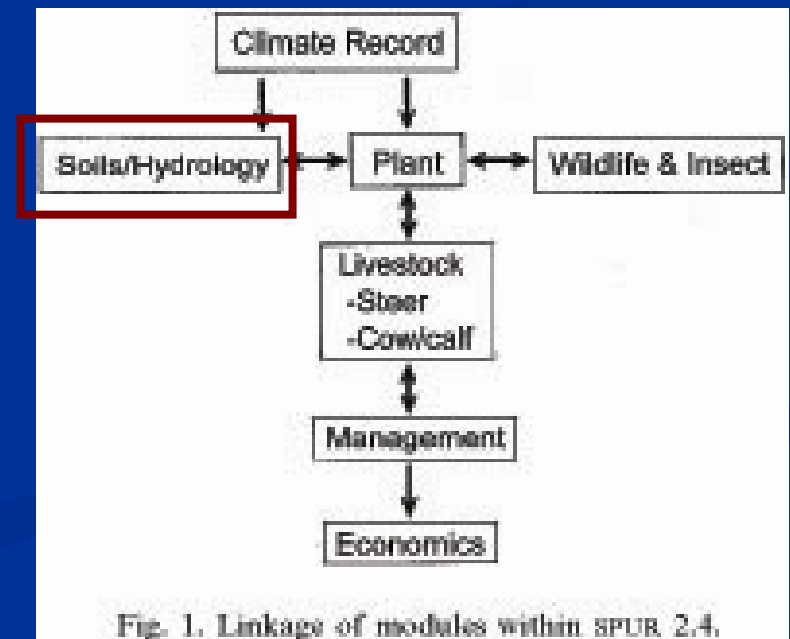 Climate Record
Soils/Hydrology
Plant
Wildlife & Insect
Livestock
-Steer
-Cow/calf
Management
Economics
Fig. 1. Linkage of modules within SPUR 2.4.